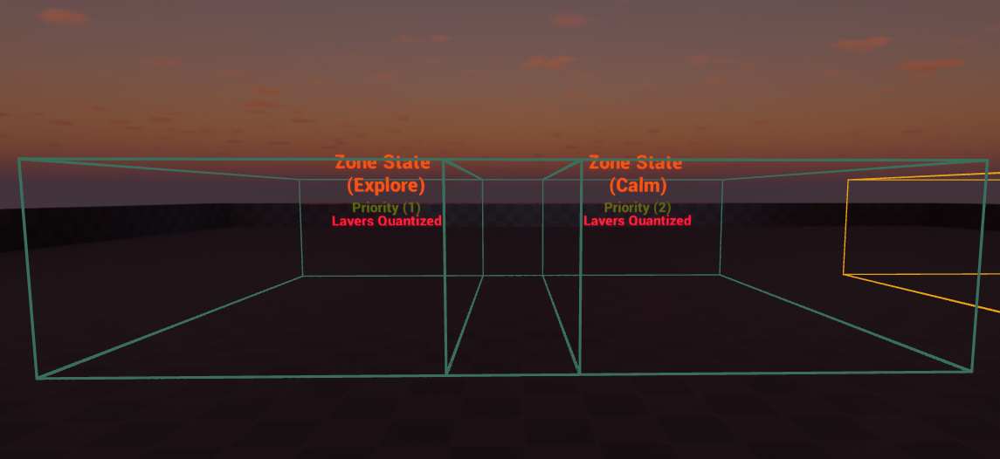 Zone State
(Explore)
Priority (1)
Layers Quantized
Zone State
(Calm)
Priority (2)
Layers Quantized